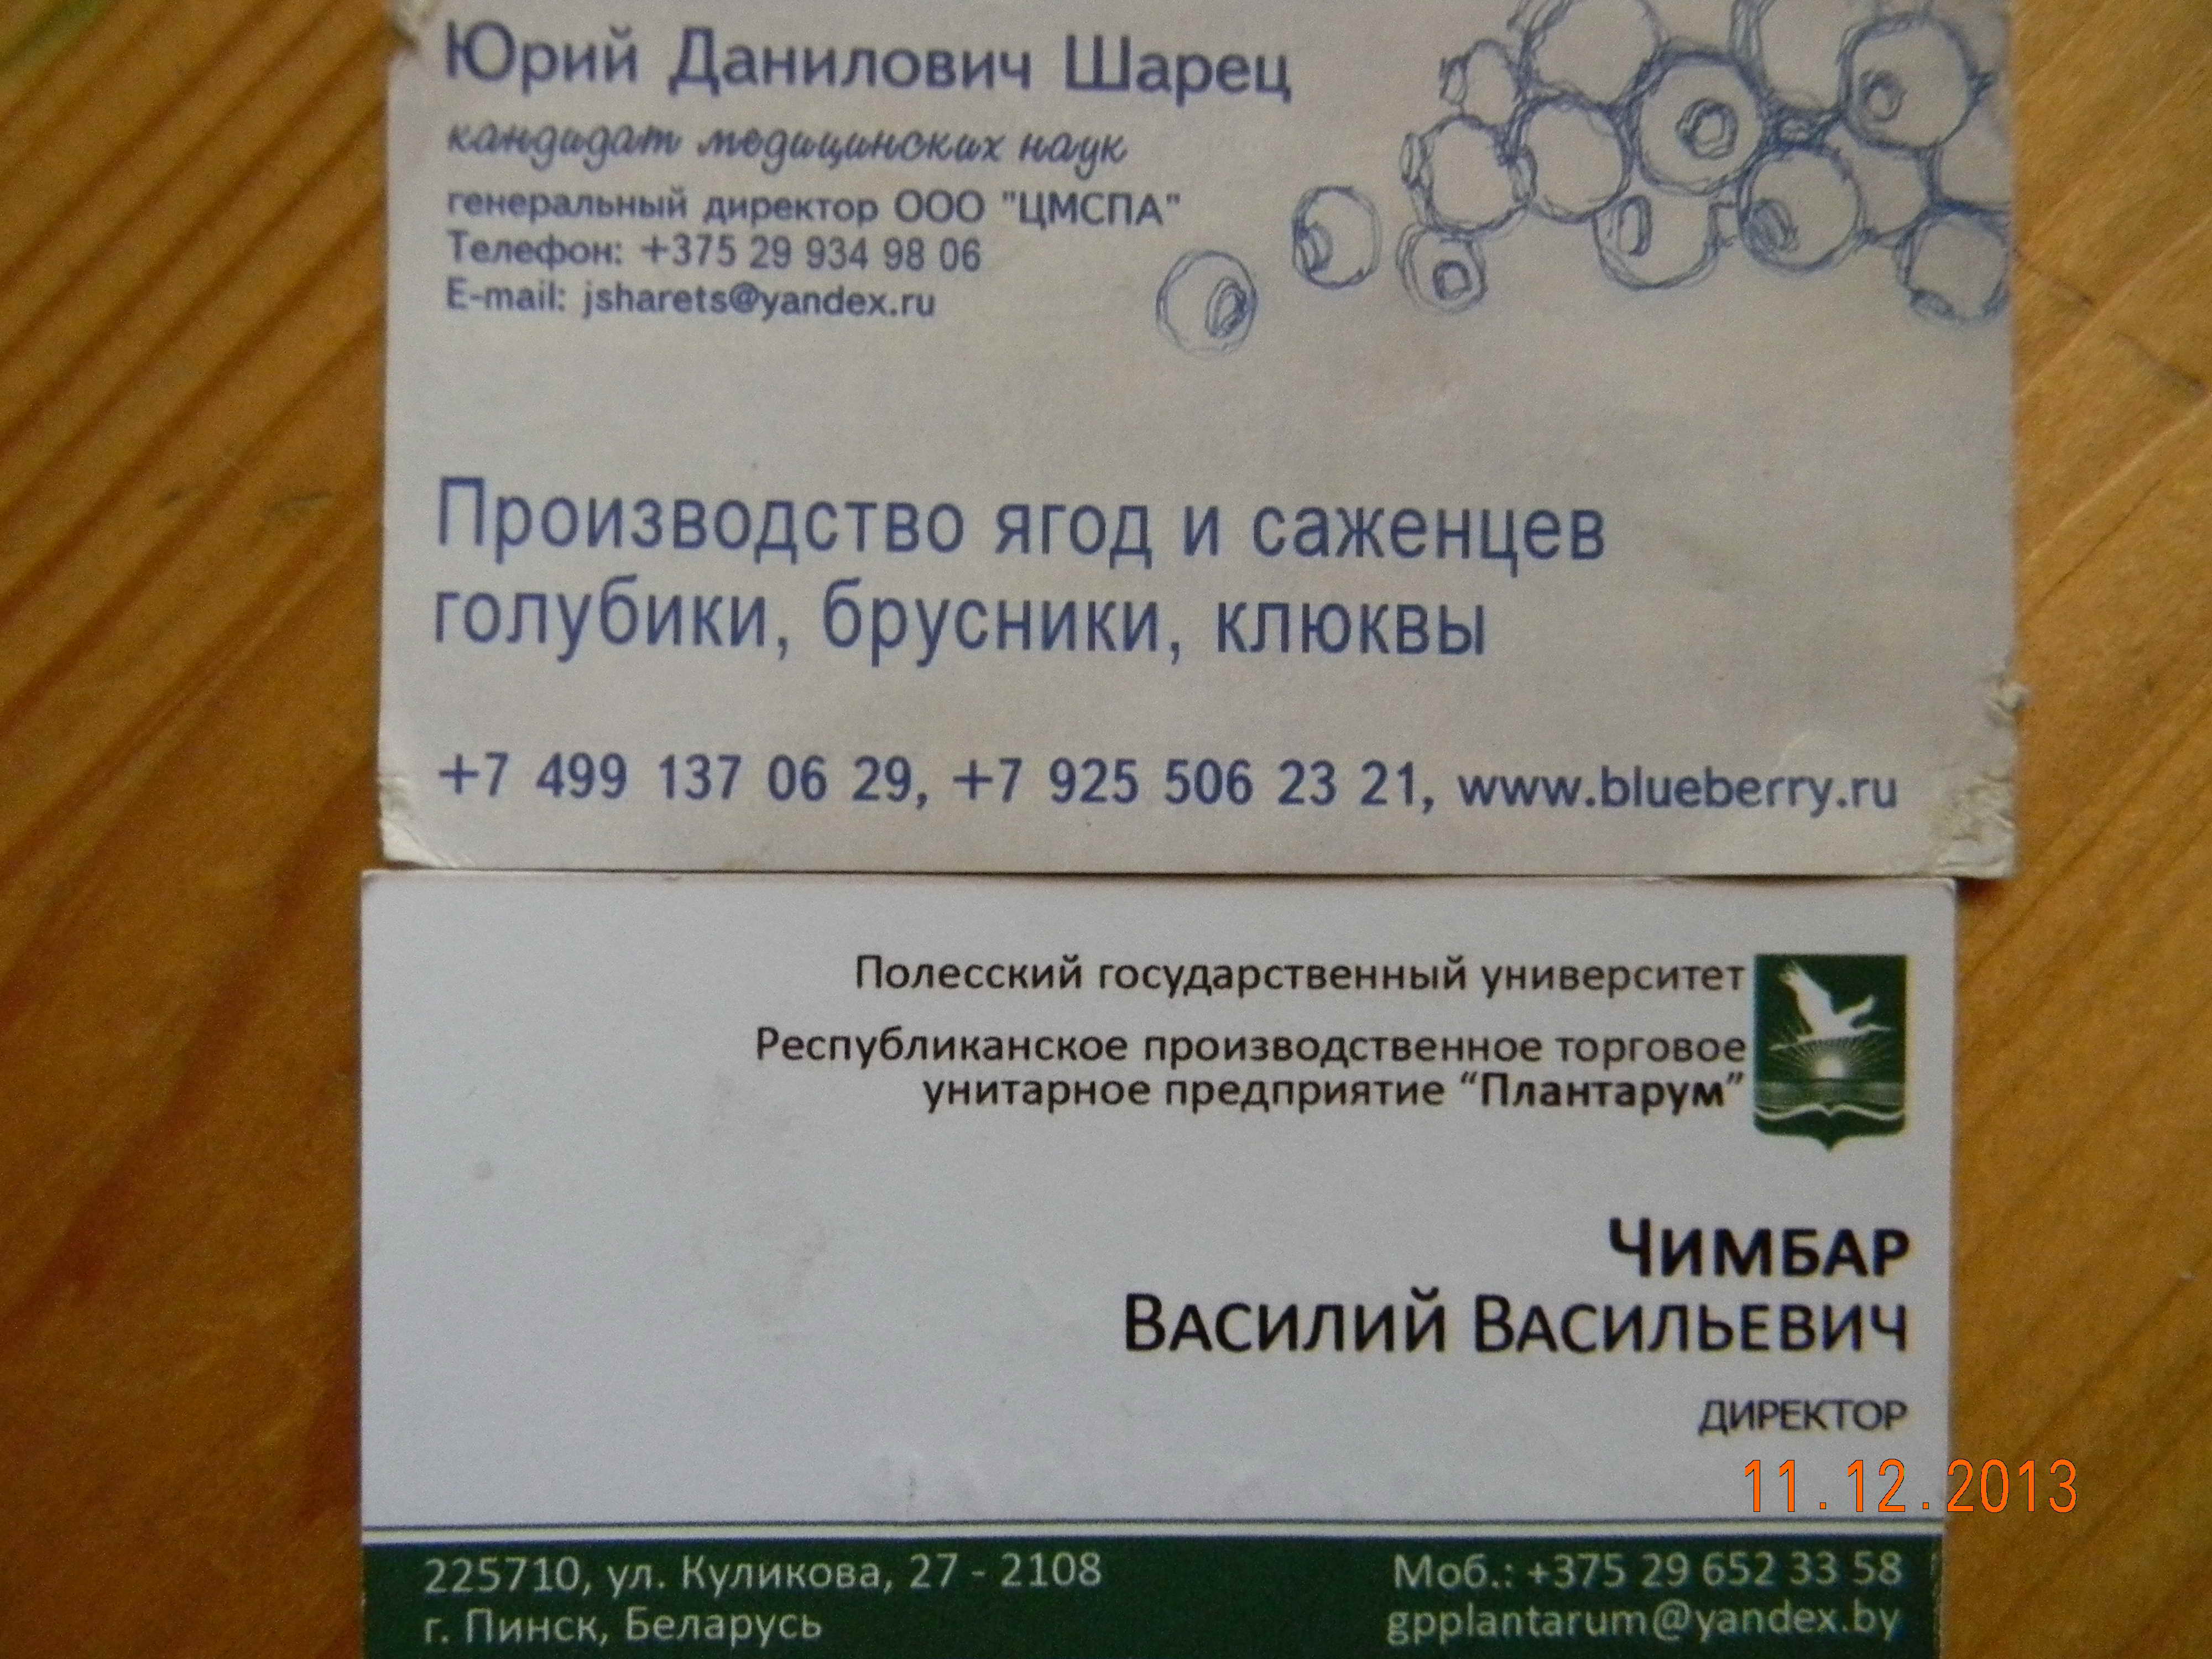 Юрий Данилович Шарец
кандидат медицинских наук
генеральный директор ООО "ЦМСПА"
Телефон: +375 29 934 98 06
E-mail: jsharets@yandex.ru
Производство ягод и саженцев
голубики, брусники, клюквы
+7 499 137 06 29, +7 925 506 23 21, www.blueberry.ru
Полесский государственный университет
Республиканское производственное торговое
унитарное предприятие “Плантарум”
ЧИМБАР
ВАСИЛИЙ ВАСИЛЬЕВИЧ
ДИРЕКТОР
11.12.2013
225710, ул. Куликова, 27 - 2108
г. Пинск, Беларусь
Моб.: +375 29 652 33 58
gpplantarum@yandex.by